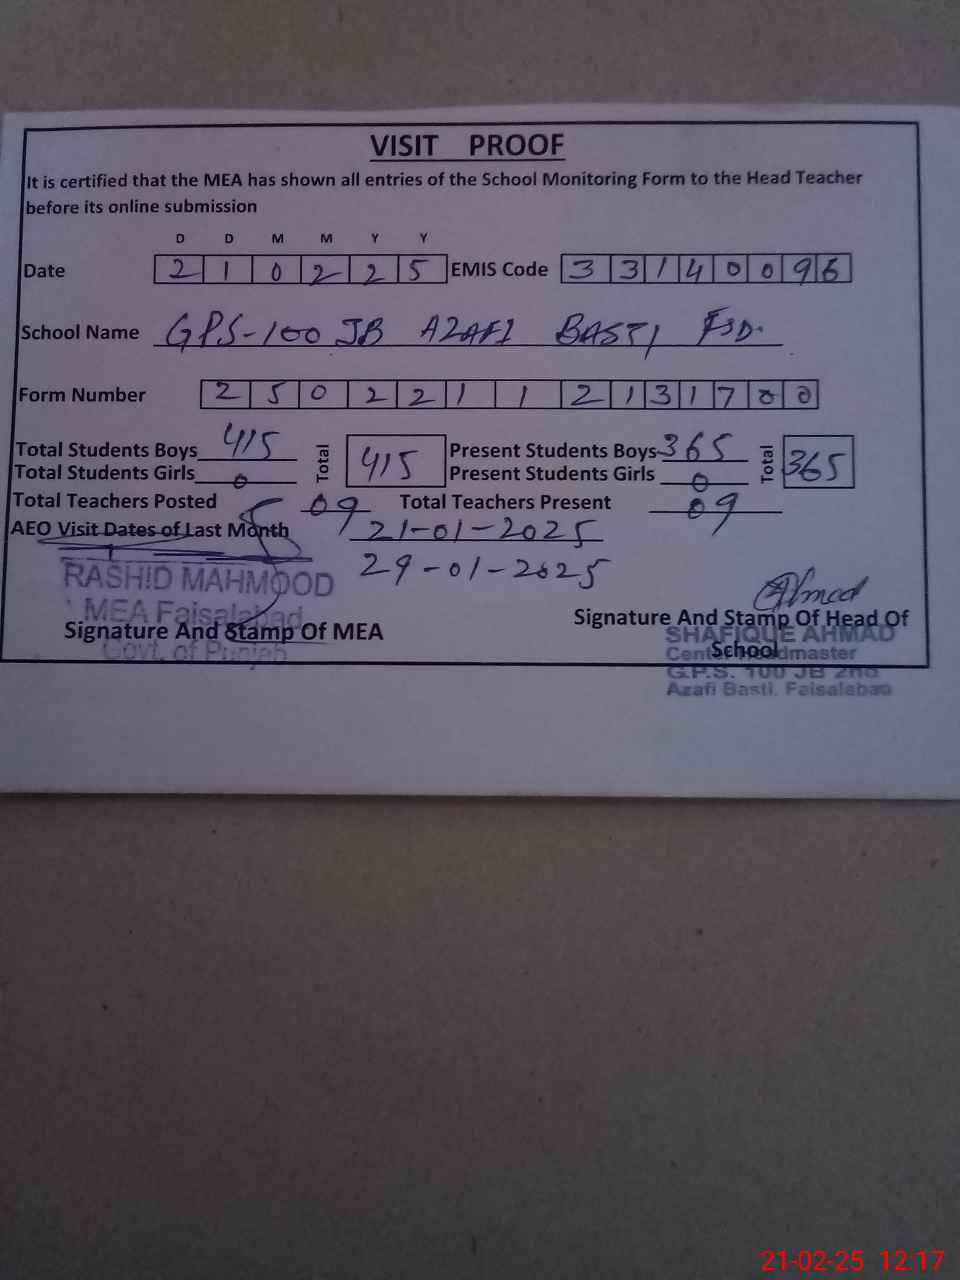 VISIT PROOF
It is certified that the MEA has shown all entries of the School Monitoring Form to the Head Teacher
before its online submission
D D M M Y Y
Date 2 1 0 2 2 5 EMIS Code 3 3 1 4 0 0 9 6
School Name GPS-100 JB AZAFI BASTI FSD.
Form Number 2 5 0 2 2 1 1 2 1 3 1 7 0 0
Total Students Boys 415 Total 415 Present Students Boys 365 Total 365
Total Students Girls 0 Present Students Girls 0
Total Teachers Posted 09 Total Teachers Present 09
AEO Visit Dates of Last Month 21-01-2025
29-01-2025
RASHID MAHMOOD
MEA Faisalabad
Govt. of Punjab
Signature And Stamp Of MEA
Ahmad
Signature And Stamp Of Head Of
School
SHAFIQUE AHMAD
Center Headmaster
G.P.S. 100 JB 2nd
Azafi Basti. Faisalabad
21-02-25 12:17